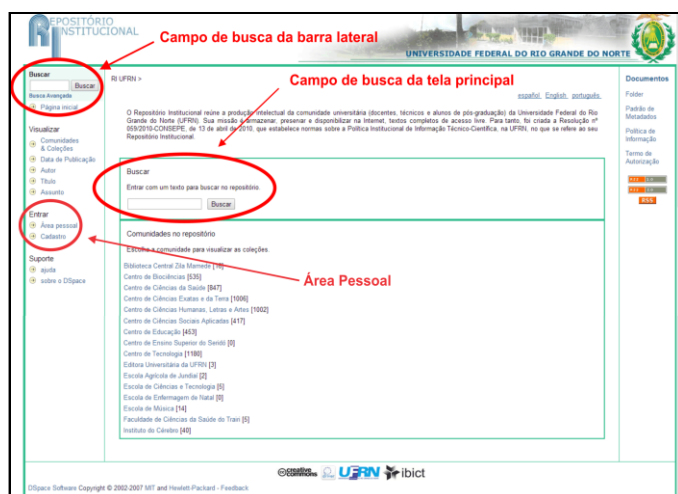 REPOSITÓRIO
INSTITUCIONAL
Campo de busca da barra lateral
UNIVERSIDADE FEDERAL DO RIO GRANDE DO NORTE
Buscar
Buscar
Busca Avançada
Página inicial
Visualizar
Comunidades
& Coleções
Data de Publicação
Autor
Título
Assunto
Entrar
Área pessoal
Cadastro
Suporte
ajuda
sobre o DSpace
RI UFRN >
Campo de busca da tela principal
español English português
O Repositório Institucional reúne a produção intelectual da comunidade universitária (docentes, técnicos e alunos de pós-graduação) da Universidade Federal do Rio
Grande do Norte (UFRN). Sua missão é armazenar, preservar e disponibilizar na Internet, textos completos de acesso livre. Para tanto, foi criada a Resolução nº
059/2010-CONSEPE, de 13 de abril de 2010, que estabelece normas sobre a Política Institucional de Informação Técnico-Científica, na UFRN, no que se refere ao seu
Repositório Institucional.
Buscar
Entrar com um texto para buscar no repositório.
Buscar
Comunidades no repositório
Escolha a comunidade para visualizar as coleções.
Biblioteca Central Zila Mamede
Centro de Biociências [535]
Centro de Ciências da Saúde [847]
Centro de Ciências Exatas e da Terra [1006]
Centro de Ciências Humanas, Letras e Artes [1002]
Centro de Ciências Sociais Aplicadas [417]
Centro de Educação [453]
Centro de Ensino Superior do Seridó [0]
Centro de Tecnologia [1180]
Editora Universitária da UFRN [3]
Escola Agrícola de Jundiaí [2]
Escola de Ciências e Tecnologia [5]
Escola de Enfermagem de Natal [0]
Escola de Música [14]
Faculdade de Ciências da Saúde do Trairi [5]
Instituto do Cérebro [40]
Área Pessoal
Documentos
Folder
Padrão de
Metadados
Política de
Informação
Termo de
Autorização
RSS
creative commons UFRN ibict
DSpace Software Copyright © 2002-2007 MIT and Hewlett-Packard - Feedback